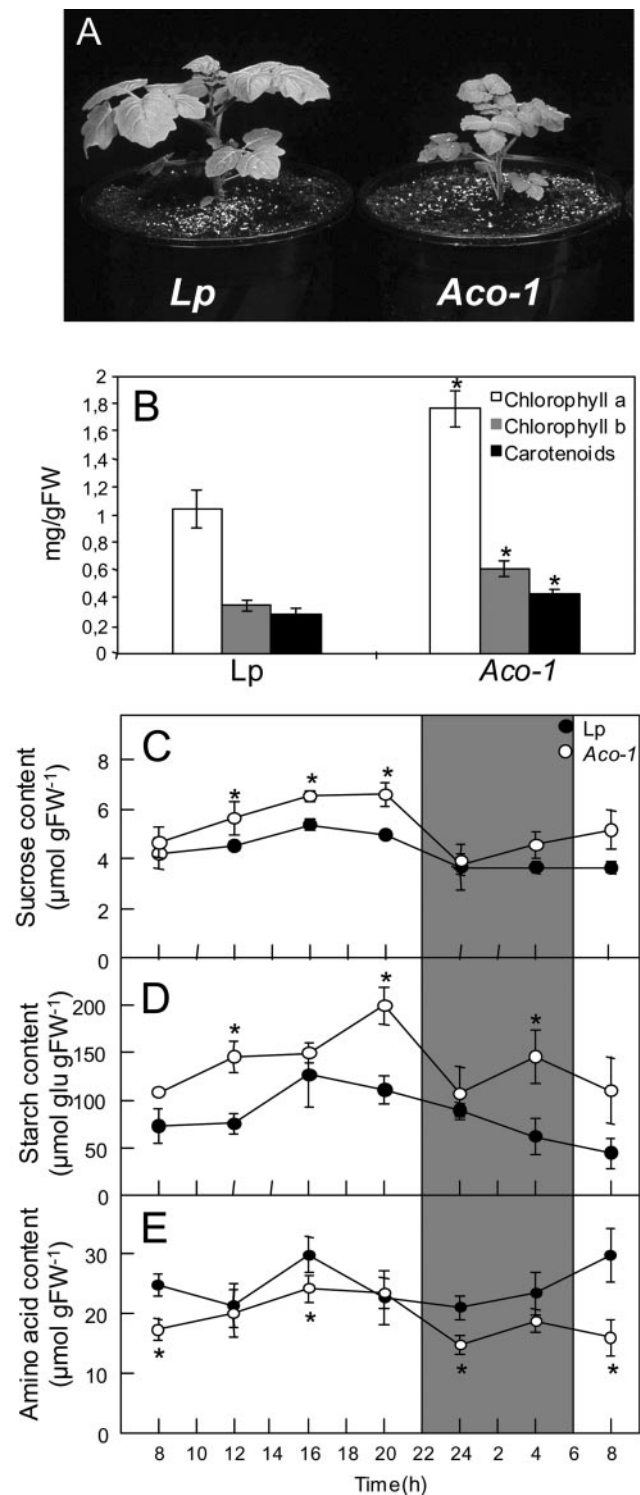 A
Lp
Aco-1
B
mg/gFW
2
1,8
1,6
1,4
1,2
1
0,8
0,6
0,4
0,2
0
*
*
*
Chlorophyll a
Chlorophyll b
Carotenoids
Lp
Aco-1
C
Sucrose content
(µmol gFW-1)
8
6
4
2
0
*
*
*
Lp
Aco-1
D
Starch content
(µmol glu gFW-1)
200
150
100
50
0
*
*
*
E
Amino acid content
(µmol gFW-1)
30
20
10
0
*
*
*
*
8 10 12 14 16 18 20 22 24 2 4 6 8
Time(h)